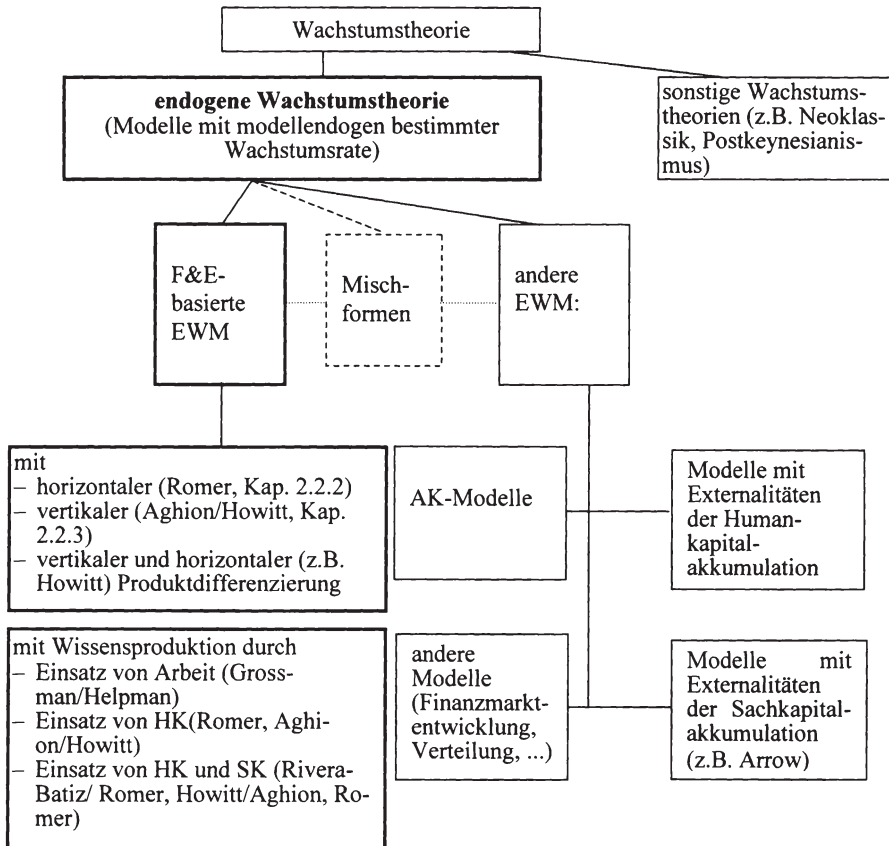 Wachstumstheorie
endogene Wachstumstheorie
(Modelle mit modellendogen bestimmter
Wachstumsrate)
sonstige Wachstums-
theorien (z.B. Neoklas-
sik, Postkeynesianis-
mus)
F&E-
basierte
EWM
Misch-
formen
andere
EWM:
mit
– horizontaler (Romer, Kap. 2.2.2)
– vertikaler (Aghion/Howitt, Kap.
2.2.3)
– vertikaler und horizontaler (z.B.
Howitt) Produktdifferenzierung
AK-Modelle
Modelle mit
Externalitäten
der Human-
kapital-
akkumulation
mit Wissensproduktion durch
– Einsatz von Arbeit (Gross-
man/Helpman)
– Einsatz von HK(Romer, Aghi-
on/Howitt)
– Einsatz von HK und SK (Rivera-
Batiz/ Romer, Howitt/Aghion, Ro-
mer)
andere
Modelle
(Finanzmarkt-
entwicklung,
Verteilung, ...)
Modelle mit
Externalitäten
der Sachkapital-
akkumulation
(z.B. Arrow)